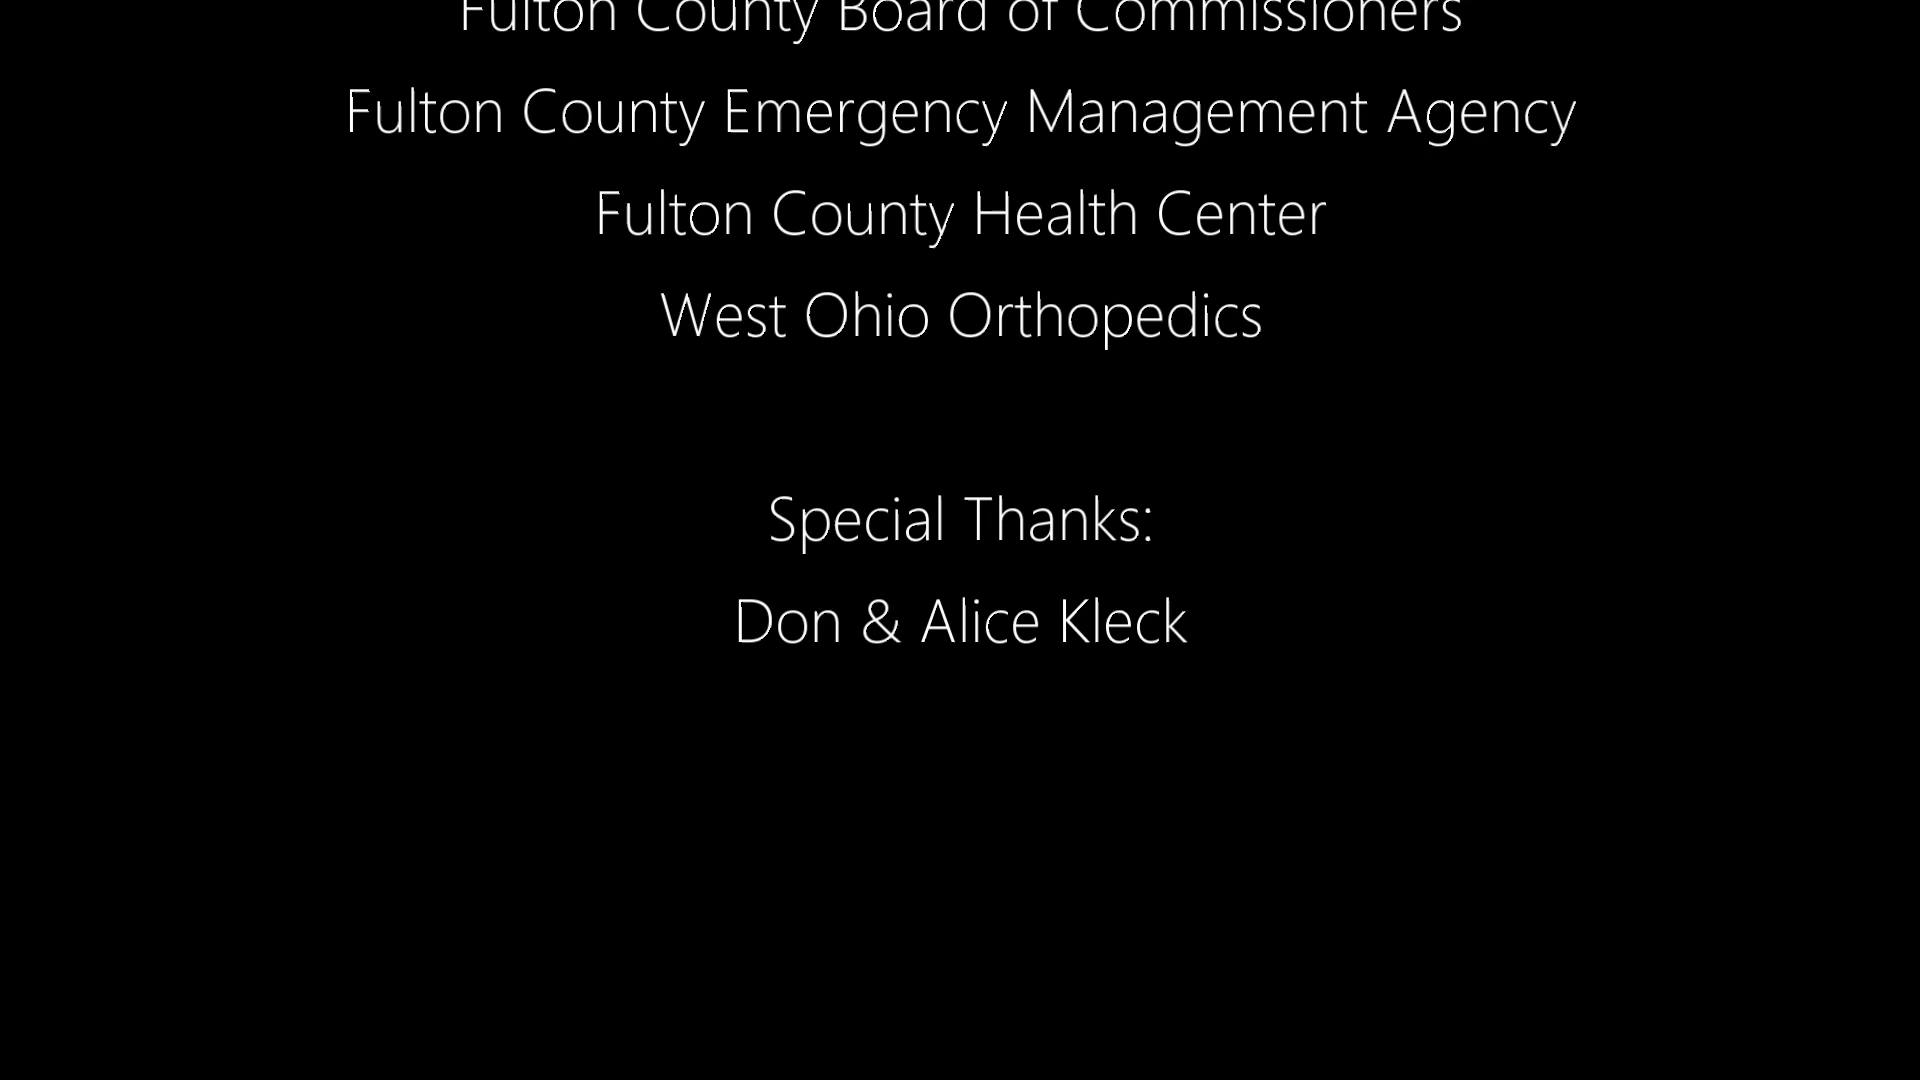 Fulton County Board of Commissioners
Fulton County Emergency Management Agency
Fulton County Health Center
West Ohio Orthopedics
Special Thanks:
Don & Alice Kleck